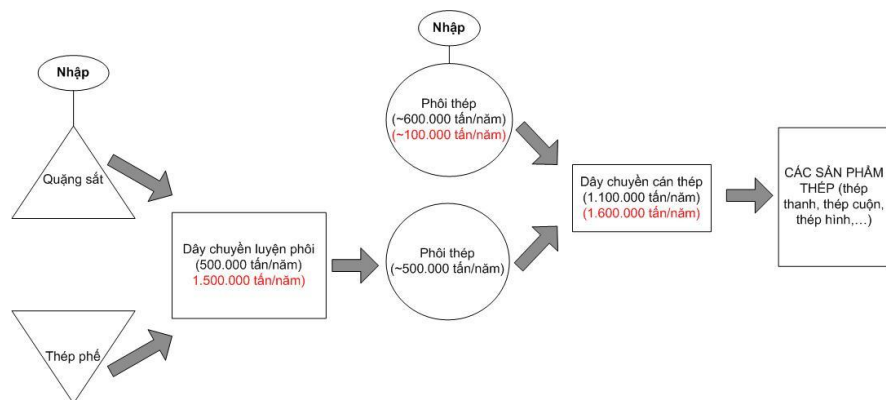 Nhập
Quặng sắt
Thép phế
Dây chuyền luyện phôi
(500.000 tấn/năm)
1.500.000 tấn/năm)
Nhập
Phôi thép
(~600.000 tấn/năm)
(~100.000 tấn/năm)
Phôi thép
(~500.000 tấn/năm)
Dây chuyền cán thép
(1.100.000 tấn/năm)
(1.600.000 tấn/năm)
CÁC SẢN PHẨM
THÉP (thép
thanh, thép cuộn,
thép hình,...)